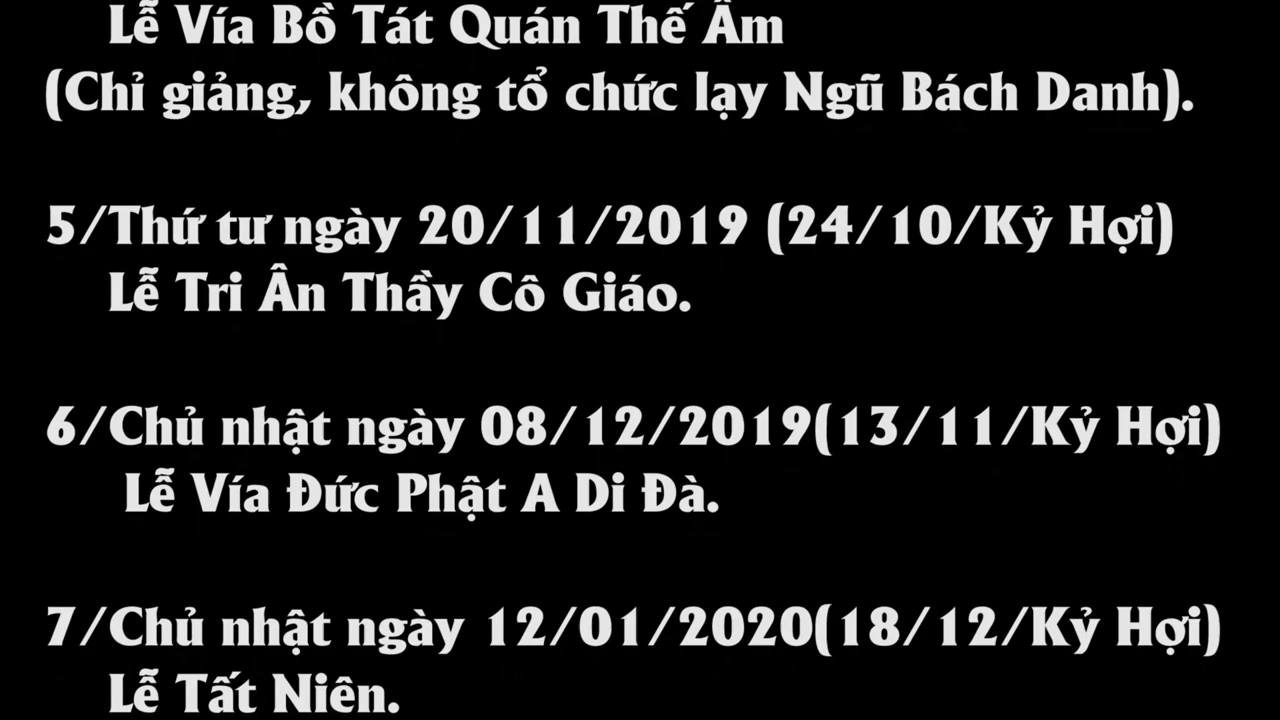 Lễ Vía Bồ Tát Quán Thế Âm
(Chỉ giảng, không tổ chức lạy Ngũ Bách Danh).
5/Thứ tư ngày 20/11/2019 (24/10/Kỷ Hợi)
Lễ Tri Ân Thầy Cô Giáo.
6/Chủ nhật ngày 08/12/2019(13/11/Kỷ Hợi)
Lễ Vía Đức Phật A Di Đà.
7/Chủ nhật ngày 12/01/2020(18/12/Kỷ Hợi)
Lễ Tất Niên.